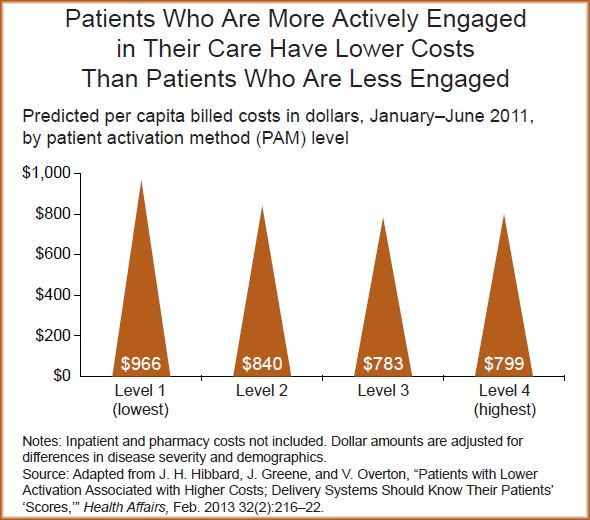 Patients Who Are More Actively Engaged
in Their Care Have Lower Costs
Than Patients Who Are Less Engaged
Predicted per capita billed costs in dollars, January–June 2011,
by patient activation method (PAM) level
$1,000
$800
$600
$400
$200
$0
$966
$840
$783
$799
Level 1
(lowest)
Level 2
Level 3
Level 4
(highest)
Notes: Inpatient and pharmacy costs not included. Dollar amounts are adjusted for
differences in disease severity and demographics.
Source: Adapted from J. H. Hibbard, J. Greene, and V. Overton, “Patients with Lower
Activation Associated with Higher Costs; Delivery Systems Should Know Their Patients’
‘Scores,’” Health Affairs, Feb. 2013 32(2):216–22.